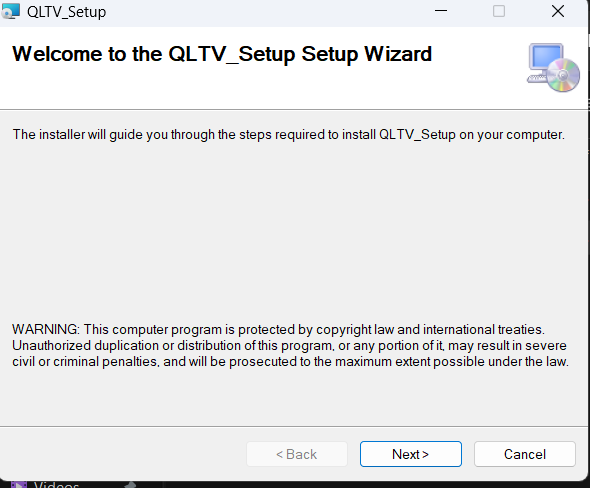 QLTV_Setup
Welcome to the QLTV_Setup Setup Wizard
The installer will guide you through the steps required to install QLTV_Setup on your computer.
WARNING: This computer program is protected by copyright law and international treaties.
Unauthorized duplication or distribution of this program, or any portion of it, may result in severe
civil or criminal penalties, and will be prosecuted to the maximum extent possible under the law.
< Back
Next >
Cancel
Videos